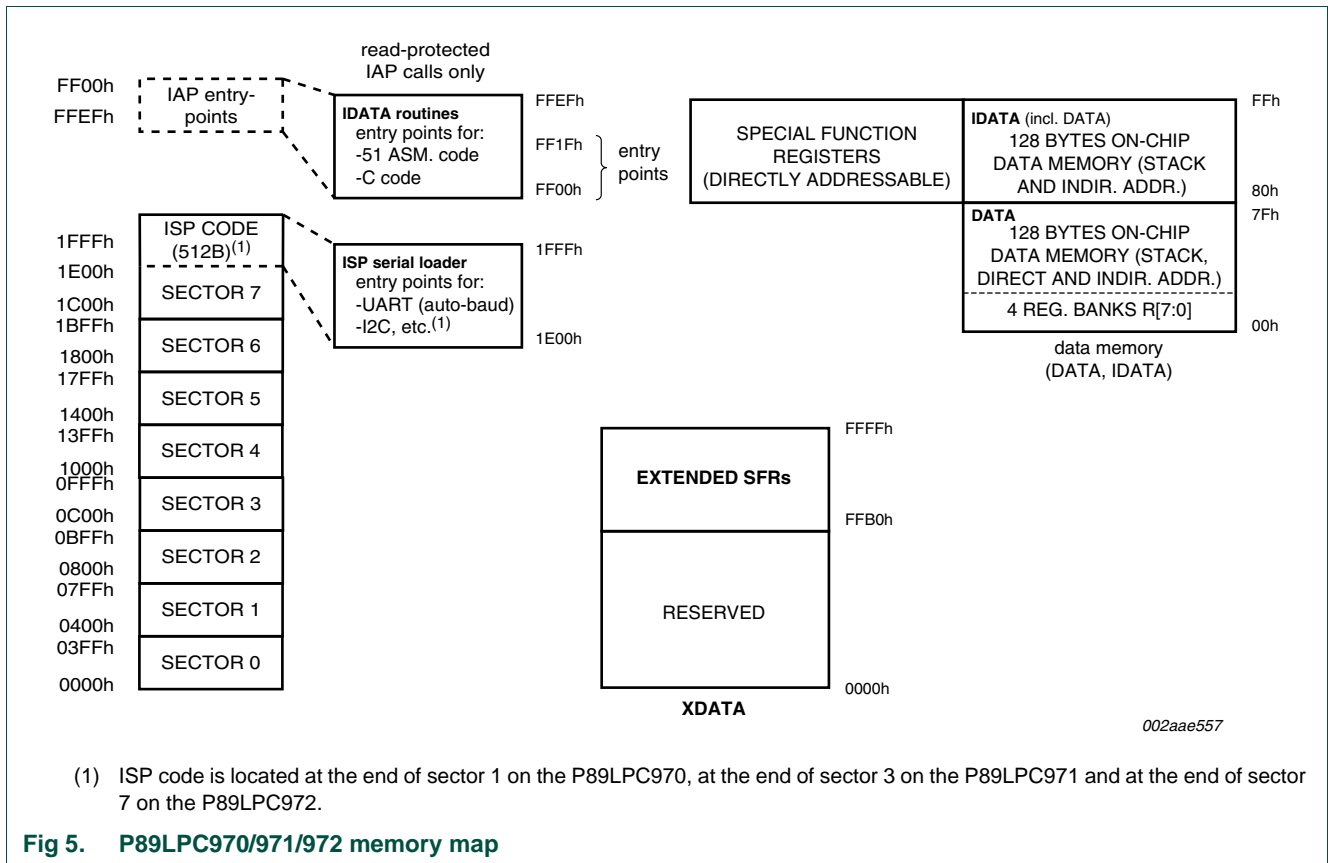 read-protected
IAP calls only
FF00h
FFEFh
IAP entry-
points
IDATA routines
entry points for:
-51 ASM. code
-C code
FFEFh
FF1Fh
FF00h
entry
points
SPECIAL FUNCTION
REGISTERS
(DIRECTLY ADDRESSABLE)
IDATA (incl. DATA)
128 BYTES ON-CHIP
DATA MEMORY (STACK
AND INDIR. ADDR.)
FFh
80h
DATA
128 BYTES ON-CHIP
DATA MEMORY (STACK,
DIRECT AND INDIR. ADDR.)
4 REG. BANKS R[7:0]
7Fh
00h
data memory
(DATA, IDATA)
1FFFh
1E00h
ISP CODE
(512B)(1)
ISP serial loader
entry points for:
-UART (auto-baud)
-I2C, etc.(1)
1FFFh
1E00h
SECTOR 7
1C00h
1BFFh
SECTOR 6
1800h
17FFh
SECTOR 5
1400h
13FFh
SECTOR 4
1000h
0FFFh
SECTOR 3
0C00h
0BFFh
SECTOR 2
0800h
07FFh
SECTOR 1
0400h
03FFh
SECTOR 0
0000h
EXTENDED SFRs
RESERVED
FFFFh
FFB0h
0000h
XDATA
002aae557
(1) ISP code is located at the end of sector 1 on the P89LPC970, at the end of sector 3 on the P89LPC971 and at the end of sector
7 on the P89LPC972.
Fig 5. P89LPC970/971/972 memory map